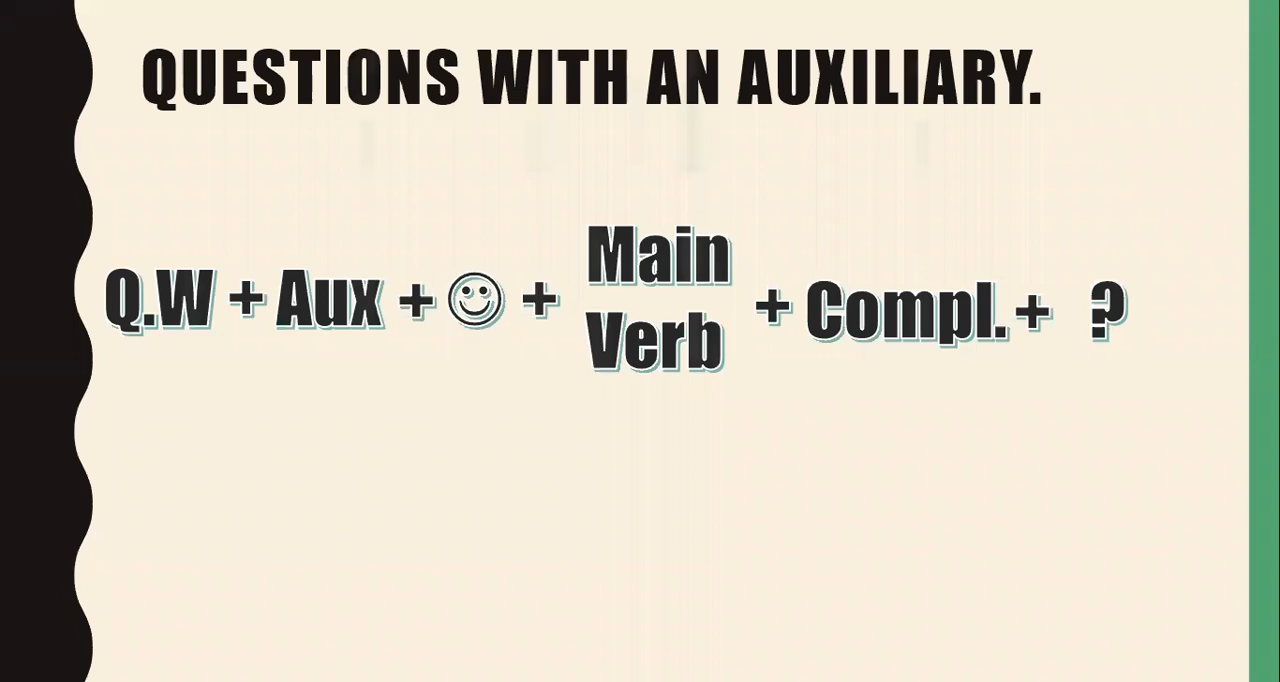 QUESTIONS WITH AN AUXILIARY.
Q.W + Aux + ☺ + Main Verb + Compl. + ?